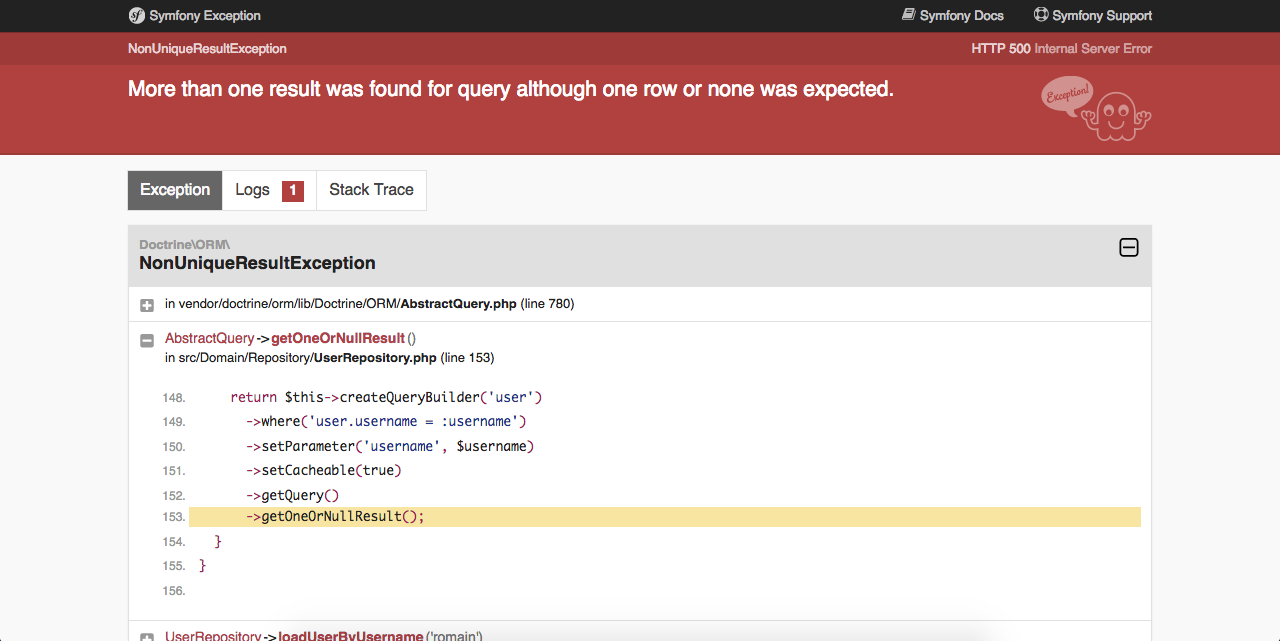 Symfony Exception Symfony Docs Symfony Support
NonUniqueResultException HTTP 500 Internal Server Error
More than one result was found for query although one row or none was expected.
Exception!
Exception Logs 1 Stack Trace
Doctrine\ORM\
NonUniqueResultException
in vendor/doctrine/orm/lib/Doctrine/ORM/AbstractQuery.php (line 780)
AbstractQuery->getOneOrNullResult()
in src/Domain/Repository/UserRepository.php (line 153)
148. return $this->createQueryBuilder('user')
149. ->where('user.username = :username')
150. ->setParameter('username', $username)
151. ->setCacheable(true)
152. ->getQuery()
153. ->getOneOrNullResult();
154. }
155. }
156.
UserRepository->loadUserByUsername('romain')